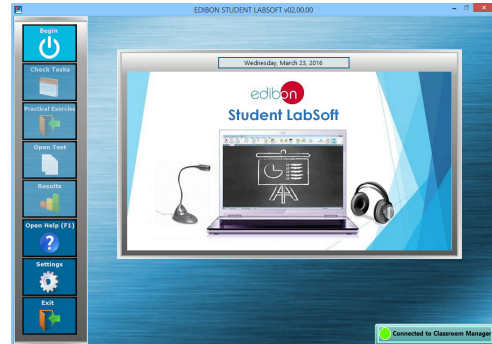 EDIBON STUDENT LABSOFT v02.00.00
Begin
Check Tasks
Practical Exercise
Open Test
Results
Open Help (F1)
Settings
Exit
Wednesday, March 23, 2016
edibon
Student LabSoft
Connected to Classroom Manager